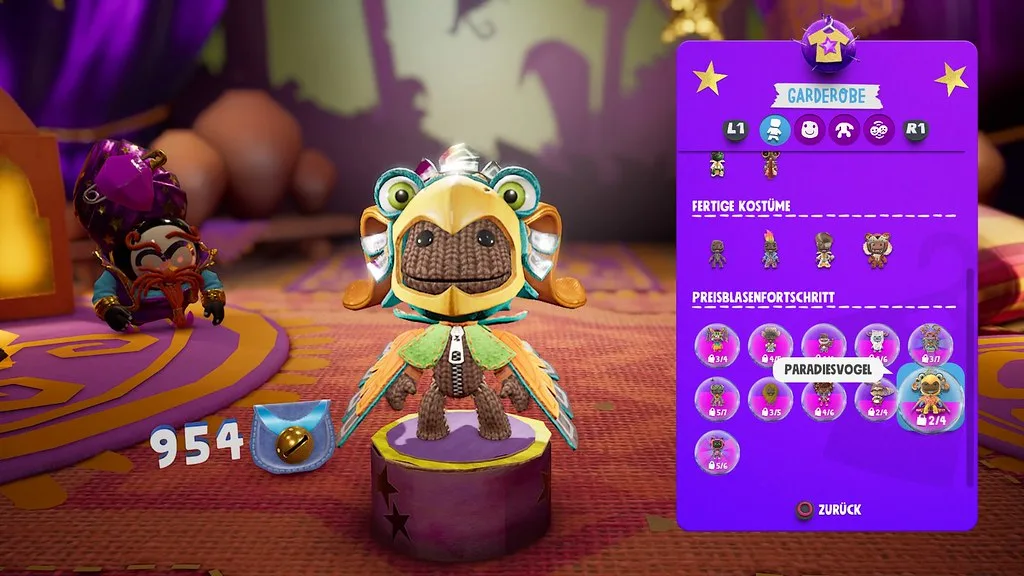 GARDEROBE
L1 R1
FERTIGE KOSTÜME
PREISBLASENFORTSCHRITT
3/4 3/7
PARADIESVOGEL
5/7 3/5 4/6 2/4 2/4
5/6
954
ZURÜCK